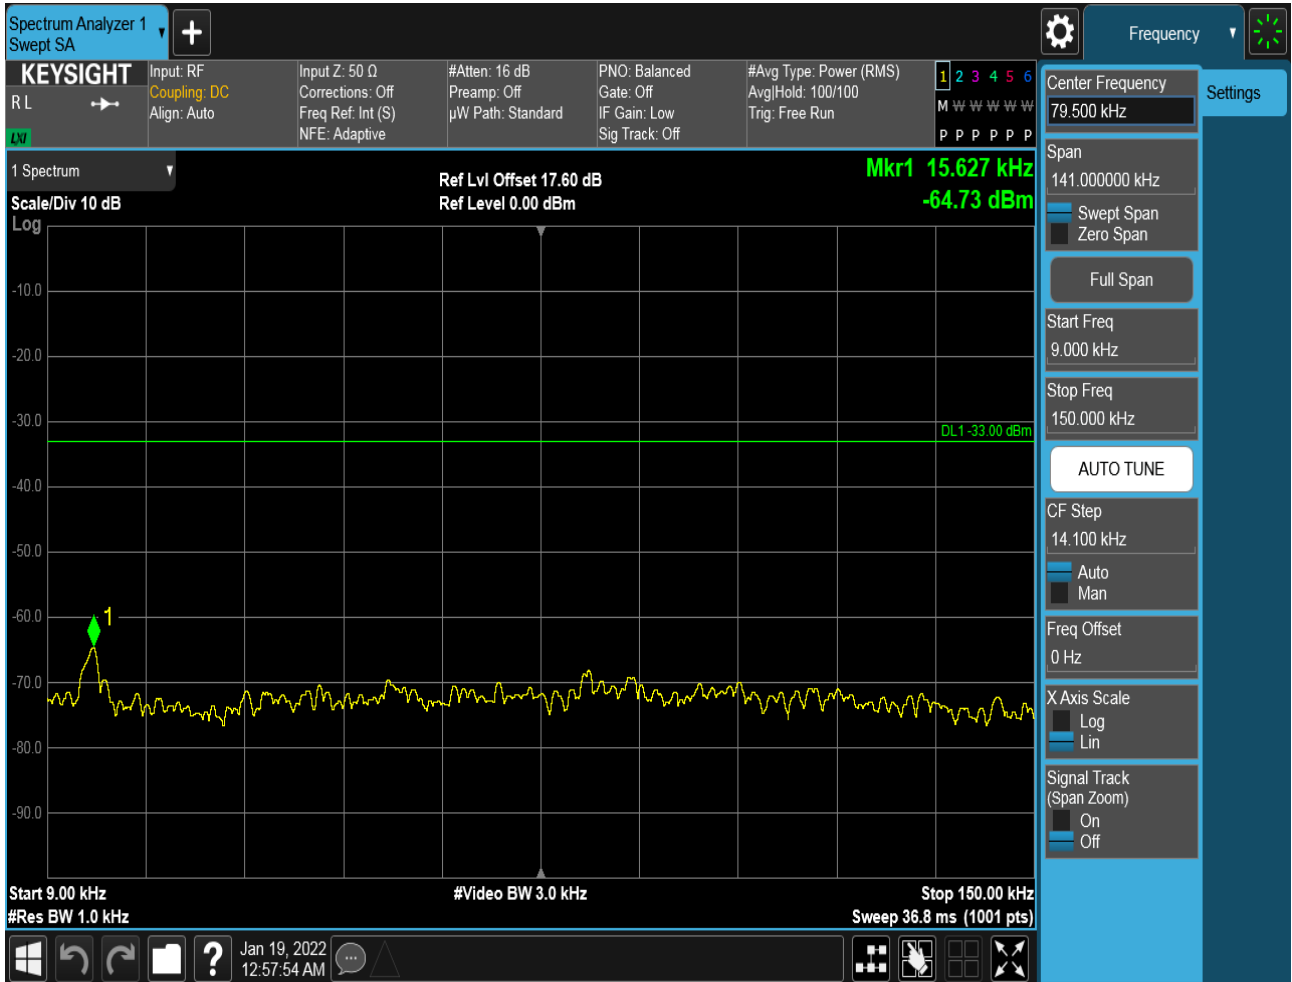 Spectrum Analyzer 1
Swept SA
Frequency
KEYSIGHT
R L
LXI
Input: RF
Coupling: DC
Align: Auto
Input Z: 50 Ω
Corrections: Off
Freq Ref: Int (S)
NFE: Adaptive
#Atten: 16 dB
Preamp: Off
µW Path: Standard
PNO: Balanced
Gate: Off
IF Gain: Low
Sig Track: Off
#Avg Type: Power (RMS)
Avg|Hold: 100/100
Trig: Free Run
1 2 3 4 5 6
M W W W W W
P P P P P P
1 Spectrum
Scale/Div 10 dB
Log
Ref Lvl Offset 17.60 dB
Ref Level 0.00 dBm
Mkr1 15.627 kHz
-64.73 dBm
-10.0
-20.0
-30.0
DL1 -33.00 dBm
-40.0
-50.0
-60.0
1
-70.0
-80.0
-90.0
Start 9.00 kHz
#Video BW 3.0 kHz
Stop 150.00 kHz
#Res BW 1.0 kHz
Sweep 36.8 ms (1001 pts)
?
Jan 19, 2022
12:57:54 AM
Center Frequency
79.500 kHz
Settings
Span
141.000000 kHz
Swept Span
Zero Span
Full Span
Start Freq
9.000 kHz
Stop Freq
150.000 kHz
AUTO TUNE
CF Step
14.100 kHz
Auto
Man
Freq Offset
0 Hz
X Axis Scale
Log
Lin
Signal Track
(Span Zoom)
On
Off